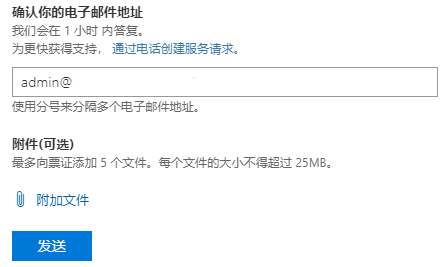 确认你的电子邮件地址
我们会在 1 小时 内答复。
为更快获得支持， 通过电话创建服务请求。
admin@
使用分号来分隔多个电子邮件地址。
附件(可选)
最多向票证添加 5 个文件。每个文件的大小不得超过 25MB。
附加文件
发送